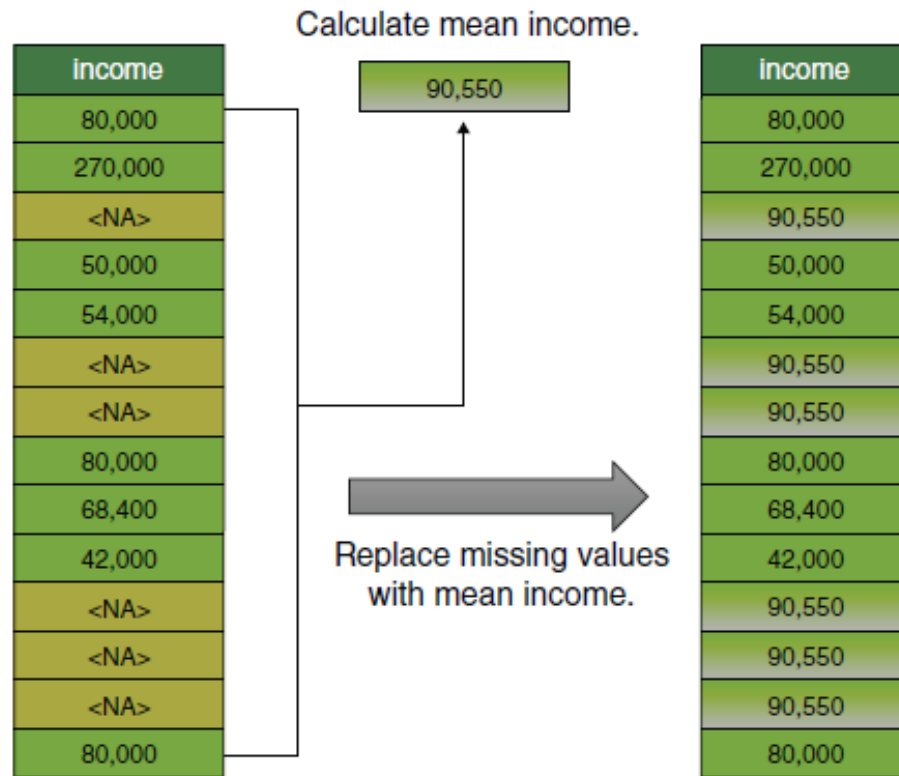 Calculate mean income.
income
80,000
270,000
<NA>
50,000
54,000
<NA>
<NA>
80,000
68,400
42,000
<NA>
<NA>
<NA>
80,000
90,550
Replace missing values
with mean income.
income
80,000
270,000
90,550
50,000
54,000
90,550
90,550
80,000
68,400
42,000
90,550
90,550
90,550
80,000